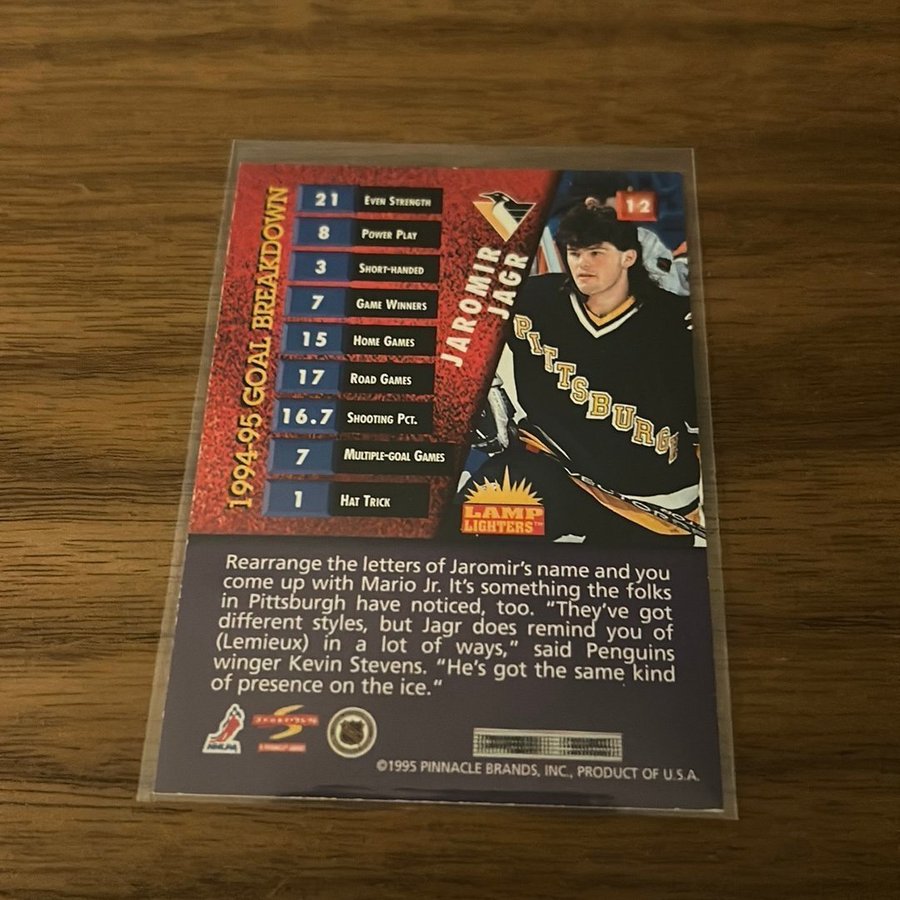 1994-95 GOAL BREAKDOWN
21 EVEN STRENGTH
8 POWER PLAY
3 SHORT-HANDED
7 GAME WINNERS
15 HOME GAMES
17 ROAD GAMES
16.7 SHOOTING PCT.
7 MULTIPLE-GOAL GAMES
1 HAT TRICK
JAROMIR
JAGR
12
PITTSBURGH
LAMP
LIGHTERS™
Rearrange the letters of Jaromir's name and you
come up with Mario Jr. It's something the folks
in Pittsburgh have noticed, too. "They've got
different styles, but Jagr does remind you of
(Lemieux) in a lot of ways," said Penguins
winger Kevin Stevens. "He's got the same kind
of presence on the ice."
NHLPA
©1995 PINNACLE BRANDS, INC., PRODUCT OF U.S.A.